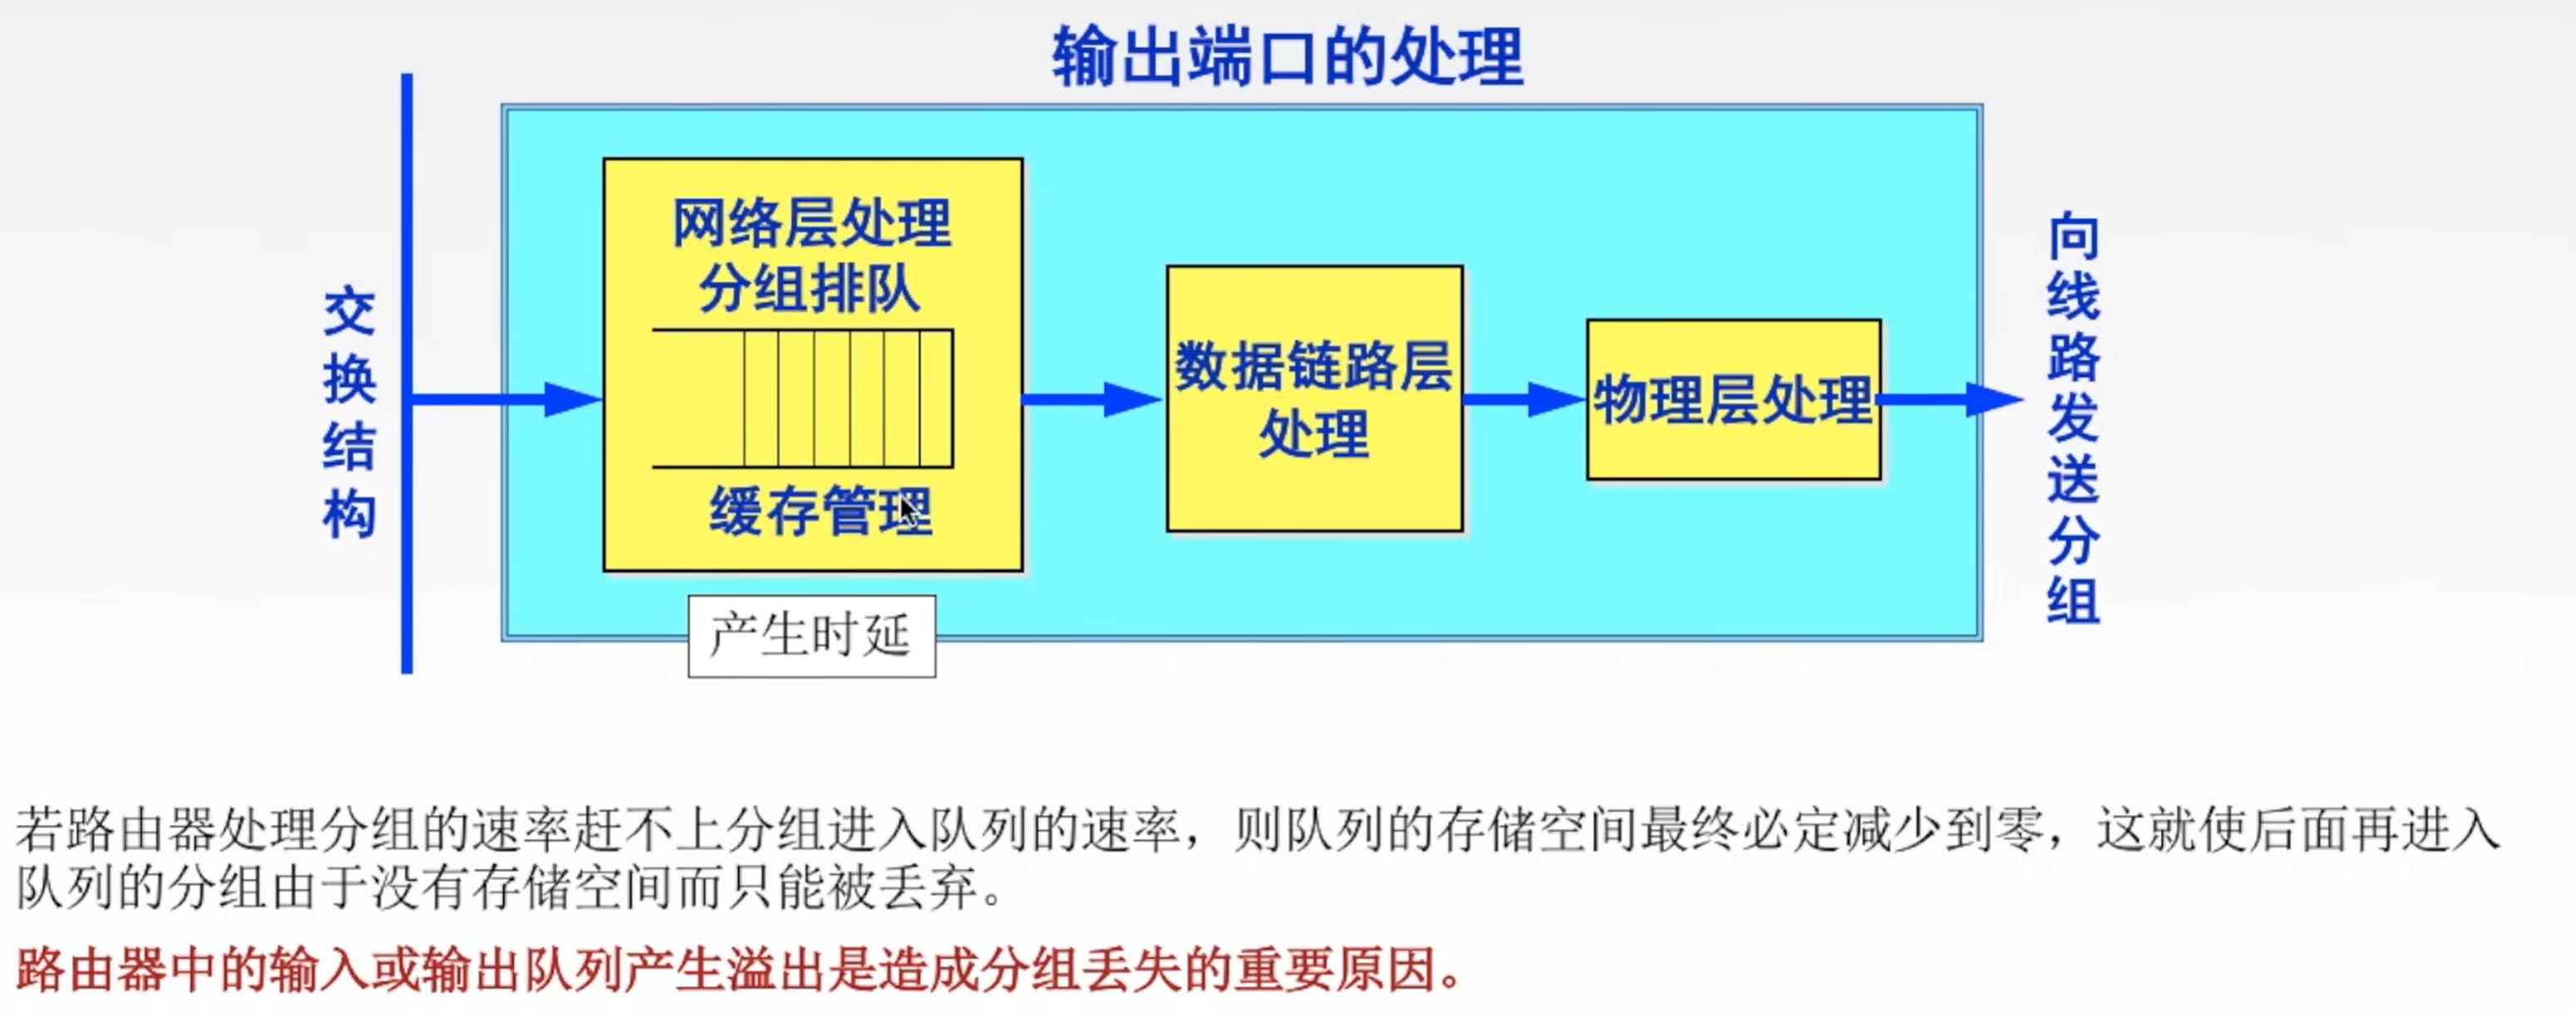 输出端口的处理
交换结构
网络层处理
分组排队
缓存管理
产生时延
数据链路层
处理
物理层处理
向线路发送分组
若路由器处理分组的速率赶不上分组进入队列的速率，则队列的存储空间最终必定减少到零，这就使后面再进入
队列的分组由于没有存储空间而只能被丢弃。
路由器中的输入或输出队列产生溢出是造成分组丢失的重要原因。